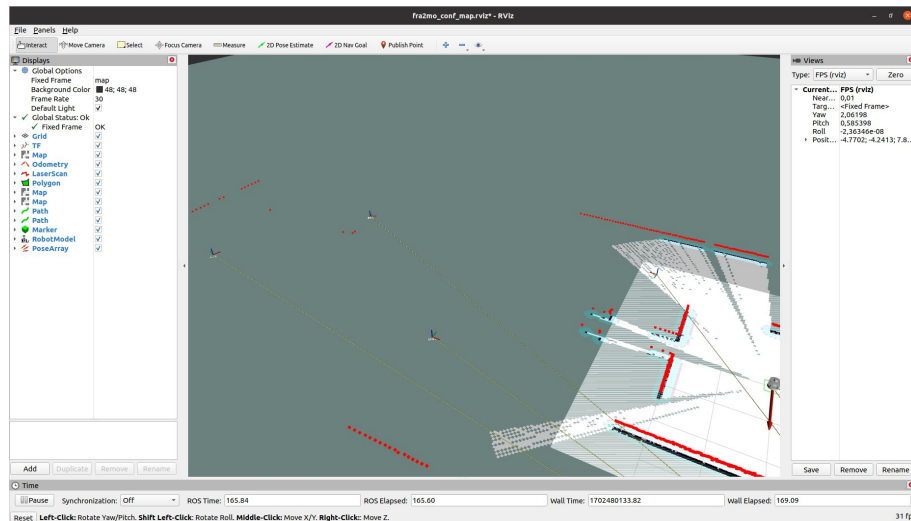 fra2mo_conf_map.rviz* - RViz
File Panels Help
Interact Move Camera Select Focus Camera Measure 2D Pose Estimate 2D Nav Goal Publish Point
Displays
Global Options
Fixed Frame map
Background Color 48; 48; 48
Frame Rate 30
Default Light ✓
Global Status: Ok
Fixed Frame OK
Grid
TF
Map
Odometry
LaserScan
Polygon
Map
Map
Path
Path
Marker
RobotModel
PoseArray
Add Duplicate Remove Rename
Views
Type: FPS (rviz) Zero
Current... FPS (rviz)
Near... 0,01
Targ... <Fixed Frame>
Yaw 2,06198
Pitch 0,585398
Roll -2,36346e-08
Posit... -4.7702; -4.2413; 7.8...
Save Remove Rename
Time
Pause Synchronization: Off ROS Time: 165.84 ROS Elapsed: 165.60 Wall Time: 1702480133.82 Wall Elapsed: 169.09
Reset Left-Click: Rotate Yaw/Pitch. Shift Left-Click: Rotate Roll. Middle-Click: Move X/Y. Right-Click:: Move Z. 31 fp